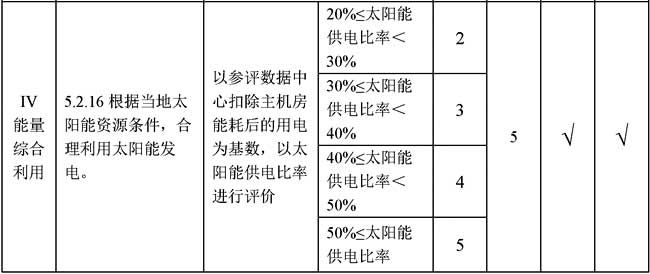 IV
能量
综合
利用
5.2.16 根据当地太
阳能资源条件，合
理利用太阳能发
电。
以参评数据中
心扣除主机房
能耗后的用电
为基数，以太
阳能供电比率
进行评价
20%≤太阳能
供电比率＜
30%
2
30%≤太阳能
供电比率＜
40%
3
40%≤太阳能
供电比率＜
50%
4
50%≤太阳能
供电比率
5
5
√
√